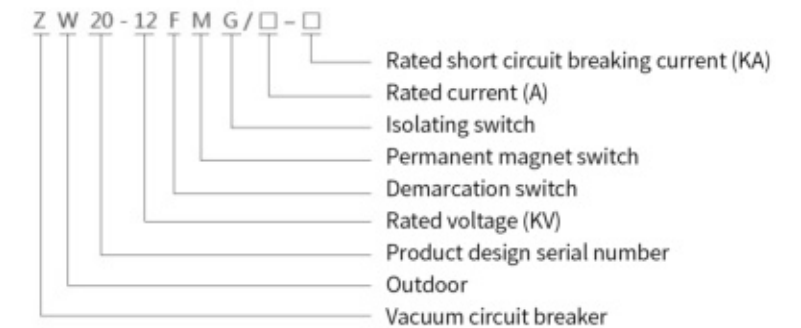 Z W 20 - 12 F M G / □ – □
Rated short circuit breaking current (KA)
Rated current (A)
Isolating switch
Permanent magnet switch
Demarcation switch
Rated voltage (KV)
Product design serial number
Outdoor
Vacuum circuit breaker